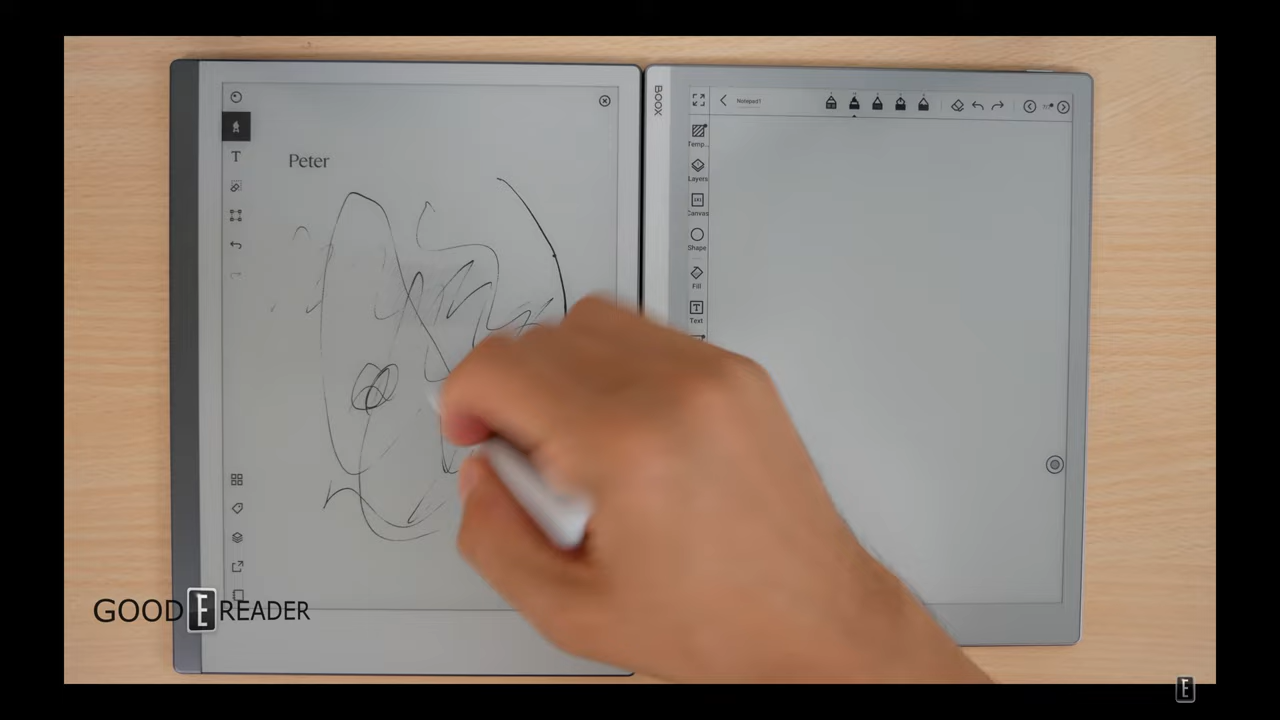 BOOX
Notepad1
Temp..
Layers
Canvas
Shape
Fill
Text
T
Peter
GOOD E READER
E